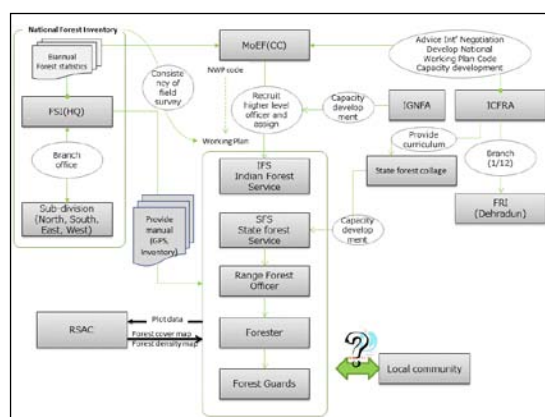 National Forest Inventory
Biannual
Forest statistics
FSI(HQ)
Branch
office
Sub-division
(North, South,
East, West)
Consiste
ncy of
field
survey
Provide
manual
(GPS,
Inventory)
MoEF(CC)
NWP code
Working Plan
Recruit
higher level
officer and
assign
Capacity
develop
ment
IGNFA
Advice Int' Negotiation
Develop National
Working Plan Code
Capacity development
ICFRA
Provide
curriculum
State forest collage
Branch
(1/12)
FRI
(Dehradun)
IFS
Indian Forest
Service
SFS
State forest
Service
Capacity
develop
ment
Range Forest
Officer
Forester
Forest Guards
RSAC
Plot data
Forest cover map
Forest density map
?
Local community